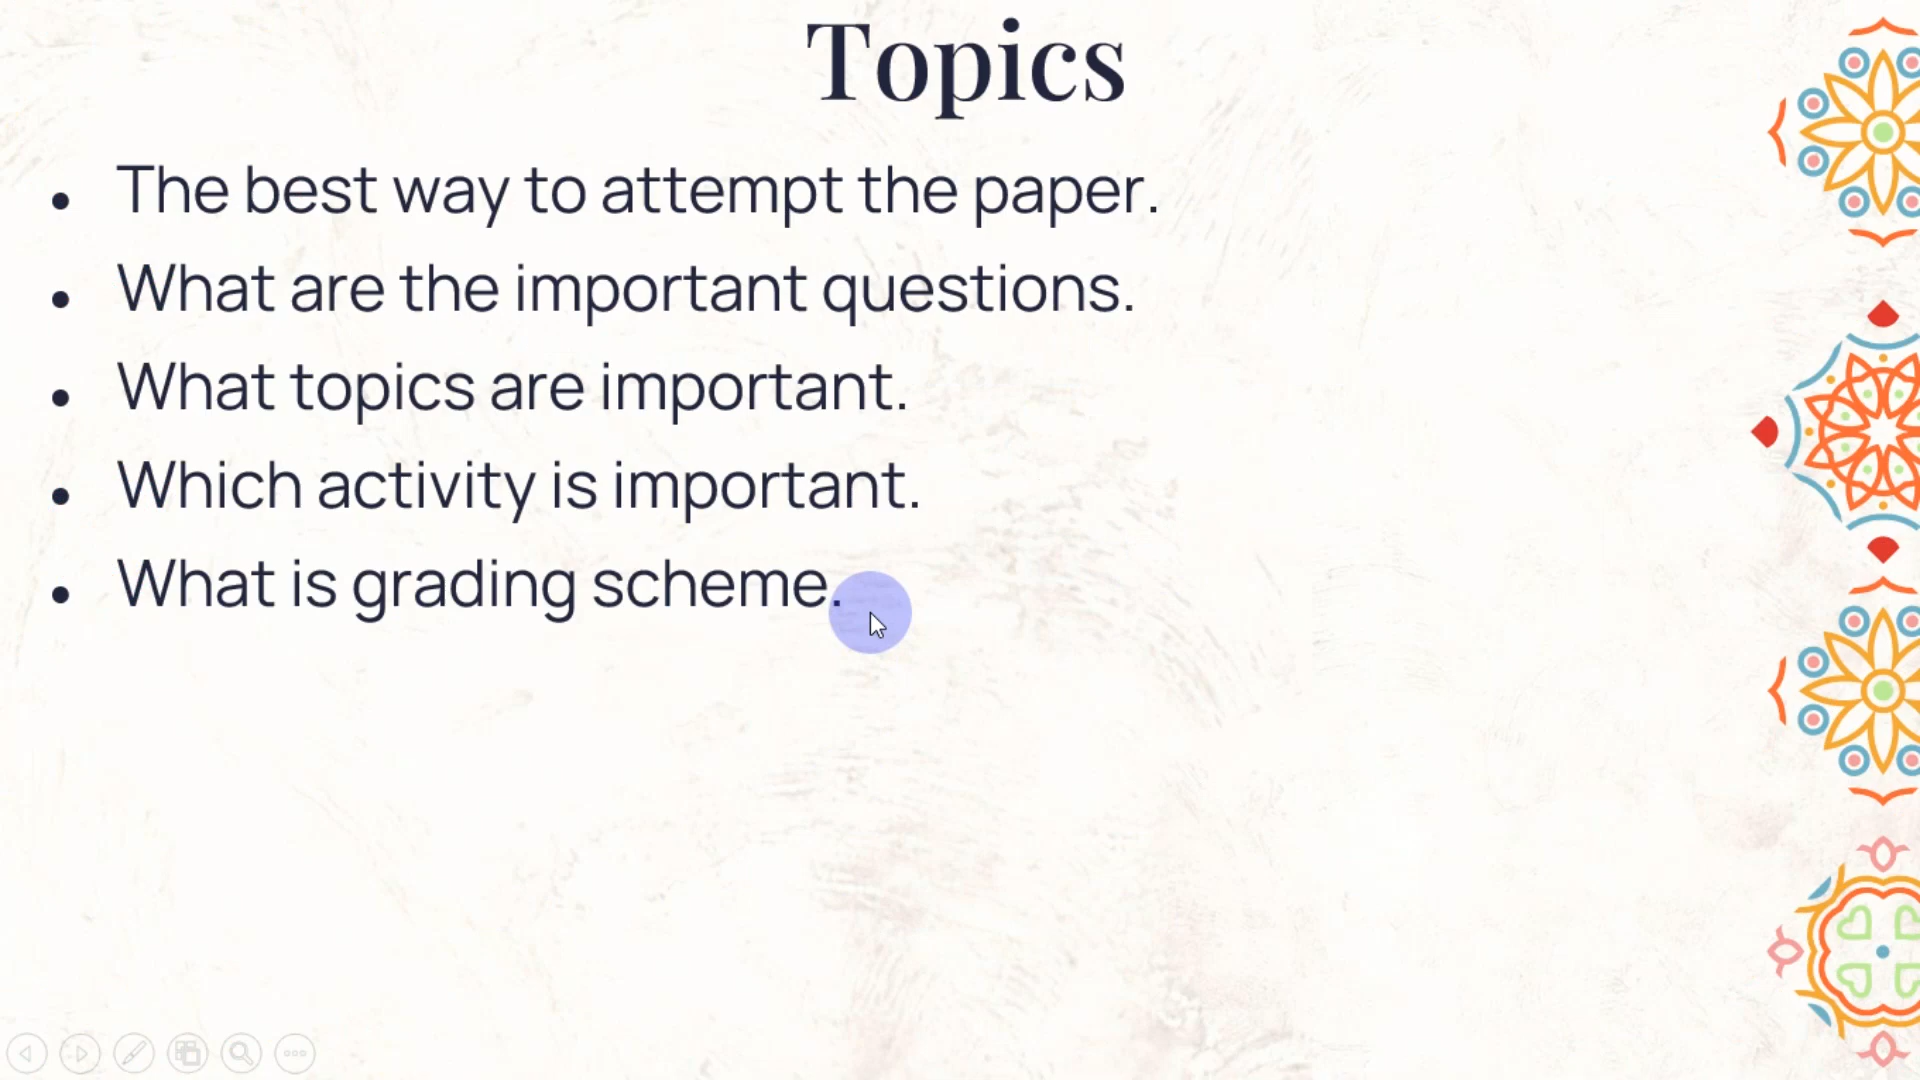 Topics
• The best way to attempt the paper.
• What are the important questions.
• What topics are important.
• Which activity is important.
• What is grading scheme.